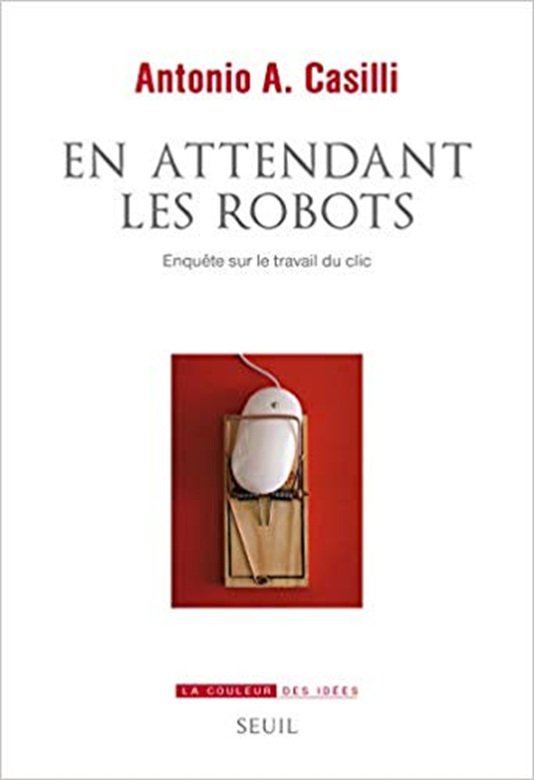 Antonio A. Casilli
EN ATTENDANT
LES ROBOTS
Enquête sur le travail du clic
LA COULEUR DES IDÉES
SEUIL